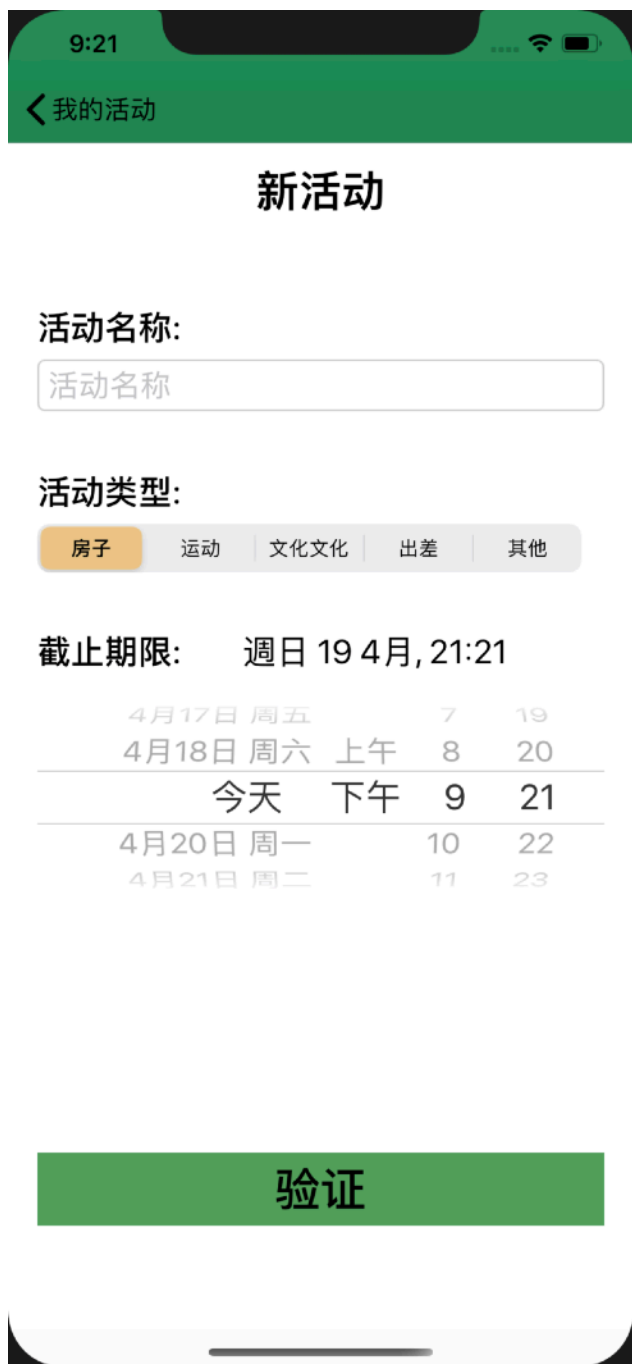 9:21
我的活动
新活动
活动名称:
活动名称
活动类型:
房子 运动 文化文化 出差 其他
截止期限: 週日 19 4月, 21:21
4月17日 周五 7 19
4月18日 周六 上午 8 20
今天 下午 9 21
4月20日 周一 10 22
4月21日 周二 11 23
验证